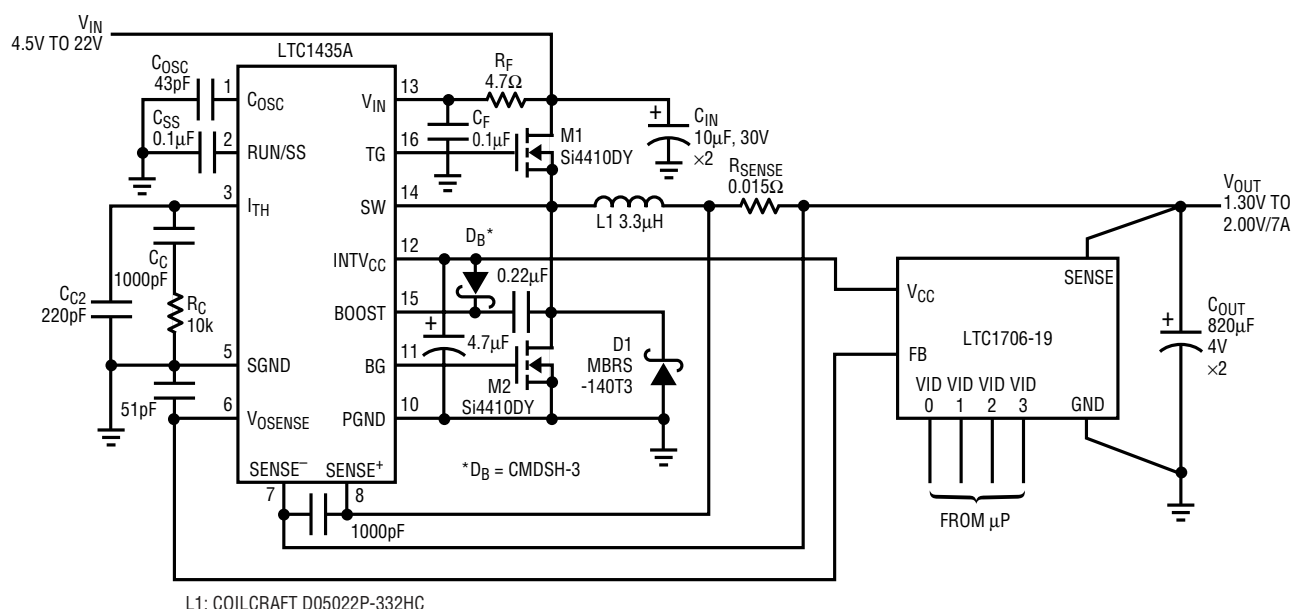 V_IN
4.5V TO 22V
LTC1435A
C_OSC
43pF
1
C_OSC
C_SS
0.1µF
2
RUN/SS
3
I_TH
C_C
1000pF
C_C2
220pF
R_C
10k
5
SGND
51pF
6
V_OSENSE
SENSE⁻
SENSE⁺
7
8
1000pF
V_IN
13
R_F
4.7Ω
C_F
0.1µF
TG
16
M1
Si4410DY
+
C_IN
10µF, 30V
×2
SW
14
L1 3.3µH
R_SENSE
0.015Ω
INTV_CC
12
D_B*
0.22µF
BOOST
15
+
4.7µF
BG
11
M2
Si4410DY
D1
MBRS
-140T3
PGND
10
*D_B = CMDSH-3
V_OUT
1.30V TO
2.00V/7A
SENSE
V_CC
LTC1706-19
FB
VID VID VID VID
0 1 2 3
GND
FROM µP
+
C_OUT
820µF
4V
×2
L1: COILCRAFT D05022P-332HC